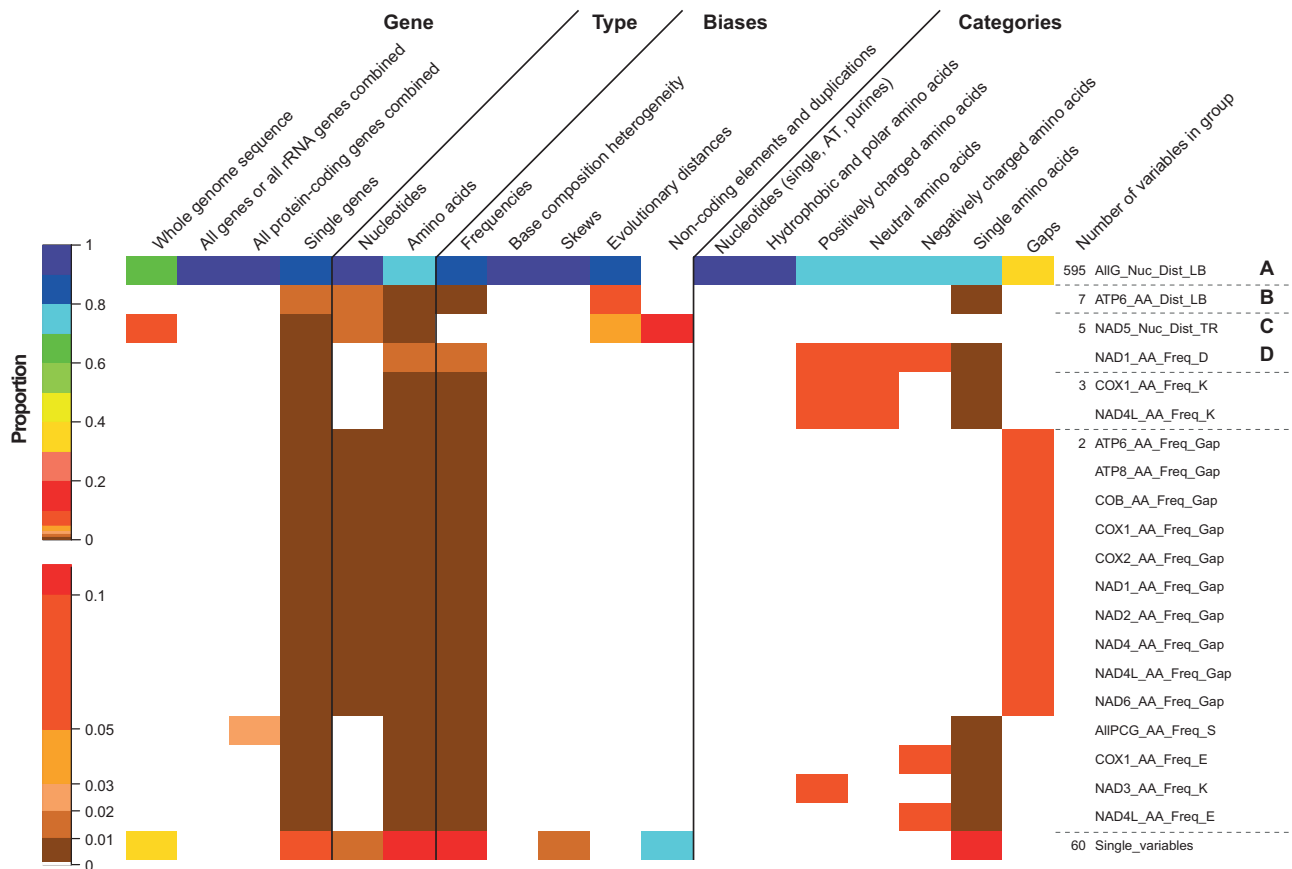 Gene
Type
Biases
Categories
Whole genome sequence
All genes or all rRNA genes combined
All protein-coding genes combined
Single genes
Nucleotides
Amino acids
Frequencies
Base composition heterogeneity
Skews
Evolutionary distances
Non-coding elements and duplications
Nucleotides (single, AT, purines)
Hydrophobic and polar amino acids
Positively charged amino acids
Neutral amino acids
Negatively charged amino acids
Single amino acids
Gaps
Number of variables in group
Proportion
1
0.8
0.6
0.4
0.2
0
0.1
0.05
0.03
0.02
0.01
0
595 AllG_Nuc_Dist_LB A
7 ATP6_AA_Dist_LB B
5 NAD5_Nuc_Dist_TR C
NAD1_AA_Freq_D D
3 COX1_AA_Freq_K
NAD4L_AA_Freq_K
2 ATP6_AA_Freq_Gap
ATP8_AA_Freq_Gap
COB_AA_Freq_Gap
COX1_AA_Freq_Gap
COX2_AA_Freq_Gap
NAD1_AA_Freq_Gap
NAD2_AA_Freq_Gap
NAD4_AA_Freq_Gap
NAD4L_AA_Freq_Gap
NAD6_AA_Freq_Gap
AllPCG_AA_Freq_S
COX1_AA_Freq_E
NAD3_AA_Freq_K
NAD4L_AA_Freq_E
60 Single_variables